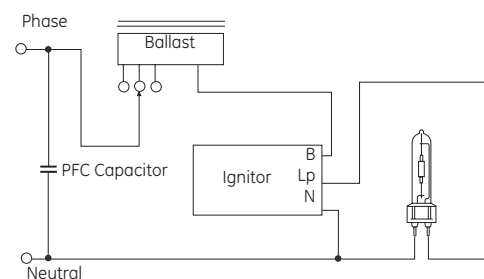 Phase
Ballast
B
PFC Capacitor
Ignitor
Lp
N
Neutral